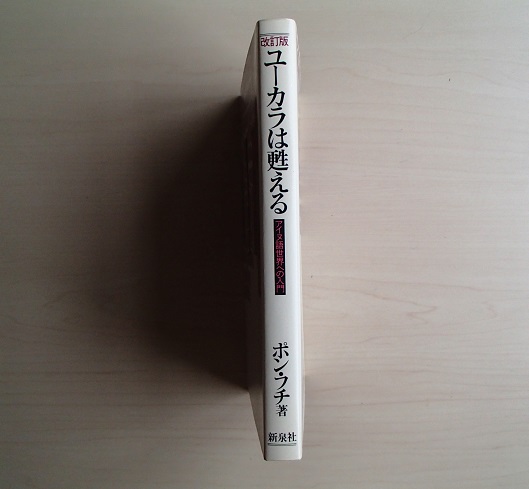 改訂版
ユーカラは甦える
アイヌ語世界への入門
ポン・フチ著
新泉社